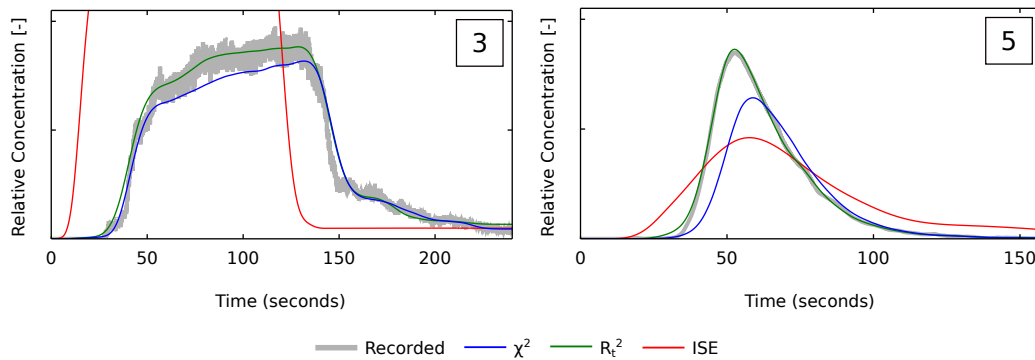 3
Relative Concentration [-]
0 50 100 150 200
Time (seconds)
5
Relative Concentration [-]
0 50 100 150
Time (seconds)
Recorded χ² Rₜ² ISE